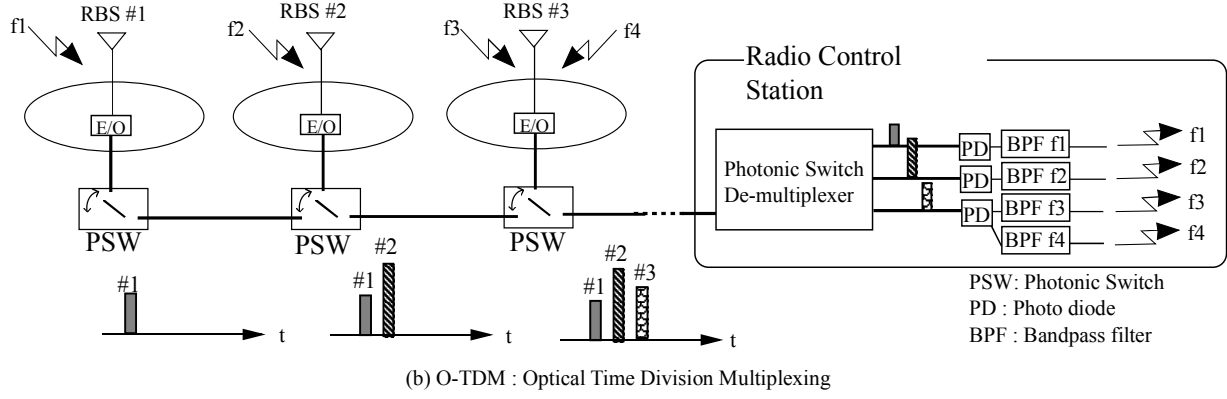 f1
RBS #1
f2
RBS #2
f3
RBS #3
f4
E/O
E/O
E/O
PSW
PSW
PSW
Radio Control
Station
Photonic Switch
De-multiplexer
PD
BPF f1
f1
PD
BPF f2
f2
PD
BPF f3
f3
BPF f4
f4
#1
t
#1
#2
t
#1
#2
#3
t
PSW: Photonic Switch
PD : Photo diode
BPF : Bandpass filter
(b) O-TDM : Optical Time Division Multiplexing